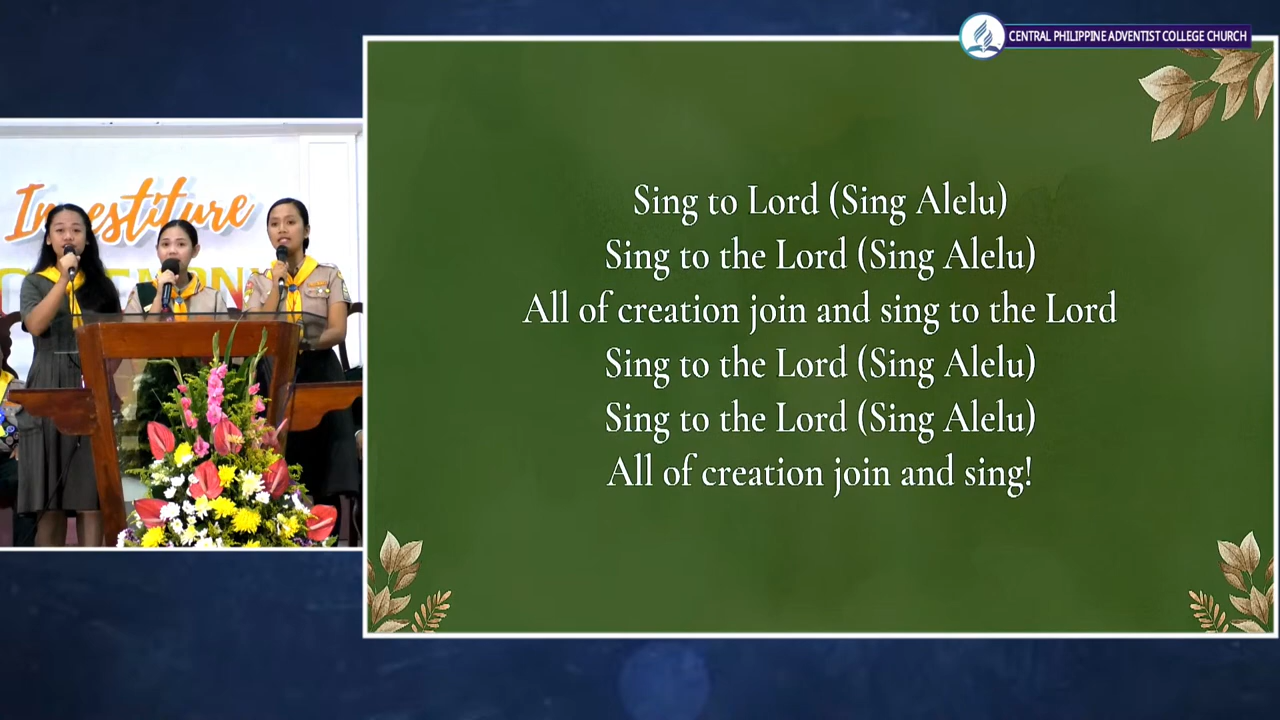 CENTRAL PHILIPPINE ADVENTIST COLLEGE CHURCH
Investiture
Sing to Lord (Sing Alelu)
Sing to the Lord (Sing Alelu)
All of creation join and sing to the Lord
Sing to the Lord (Sing Alelu)
Sing to the Lord (Sing Alelu)
All of creation join and sing!